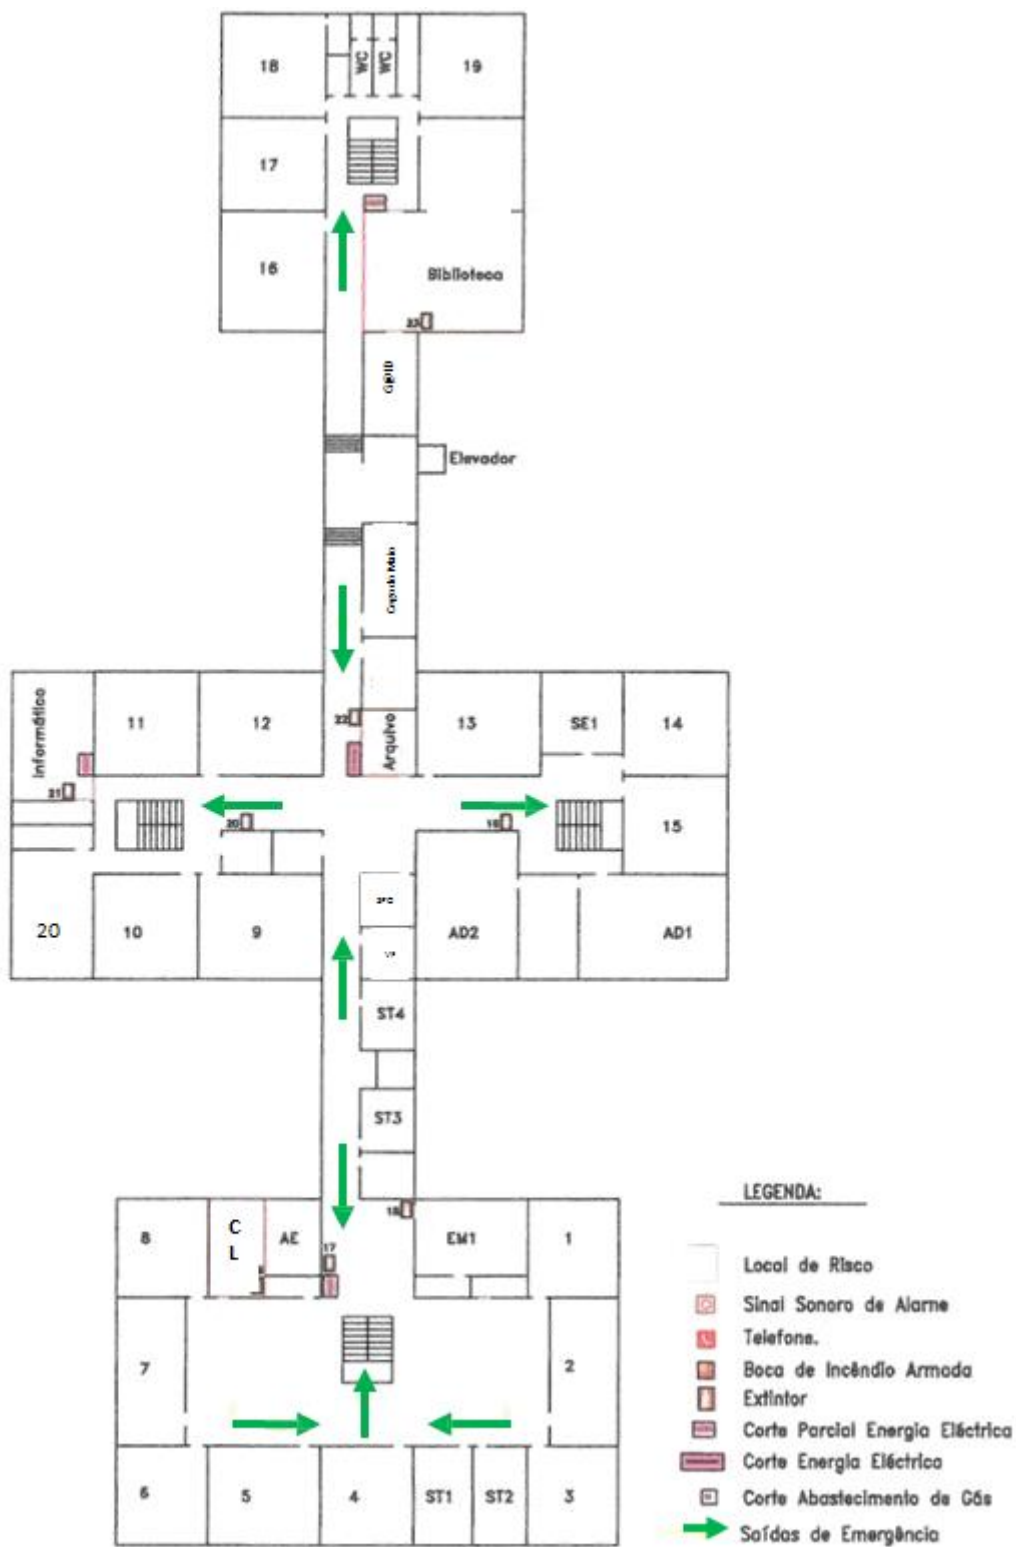 18
WC
WC
19
17
16
Biblioteca
23
G@DID
Elevador
Informática
11
12
22
Arquivo
13
SE1
14
21
20
19
15
20
10
9
AD2
AD1
ST4
ST3
18
8
C
L
AE
17
EM1
1
7
2
6
5
4
ST1
ST2
3
LEGENDA:
Local de Risco
Sinal Sonoro de Alarme
Telefone.
Boca de Incêndio Armada
Extintor
Corte Parcial Energia Eléctrica
Corte Energia Eléctrica
Corte Abastecimento de Gás
Saídas de Emergência